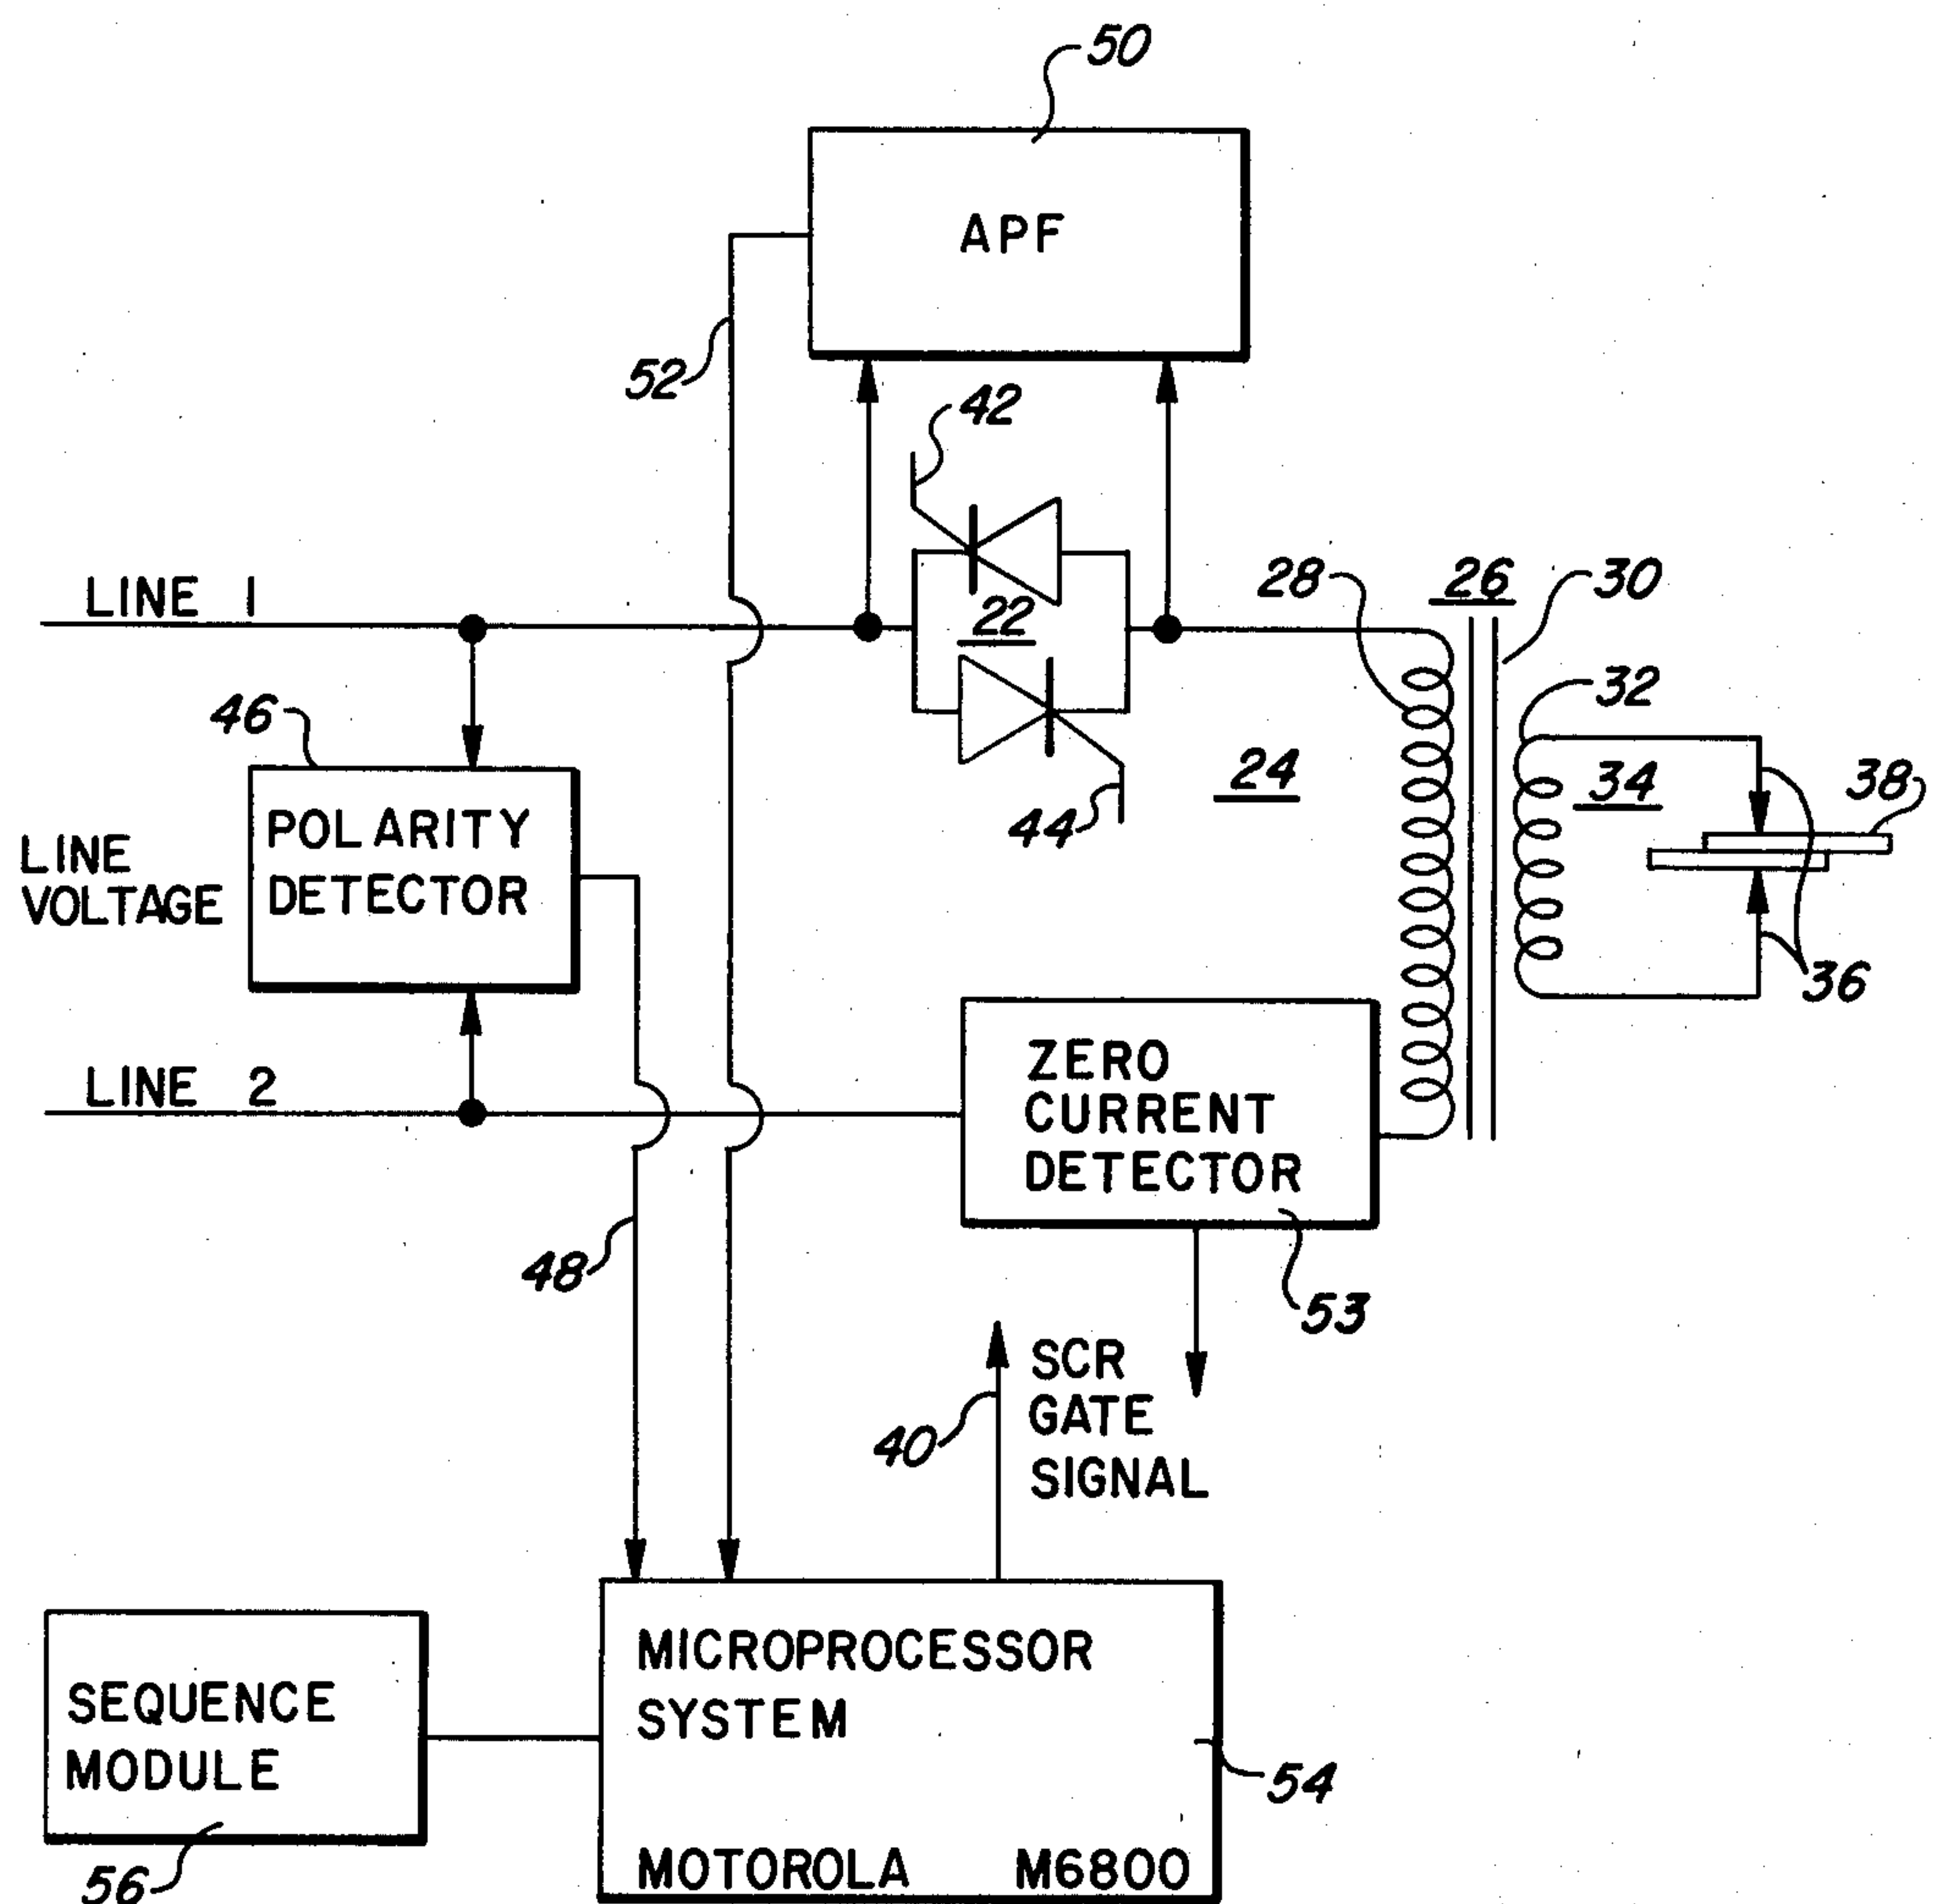 50
APF
52
42
LINE 1
22
28
26
30
32
46
POLARITY
DETECTOR
LINE
VOLTAGE
24
34
38
44
36
LINE 2
ZERO
CURRENT
DETECTOR
48
53
40
SCR
GATE
SIGNAL
SEQUENCE
MODULE
56
MICROPROCESSOR
SYSTEM
54
MOTOROLA M6800